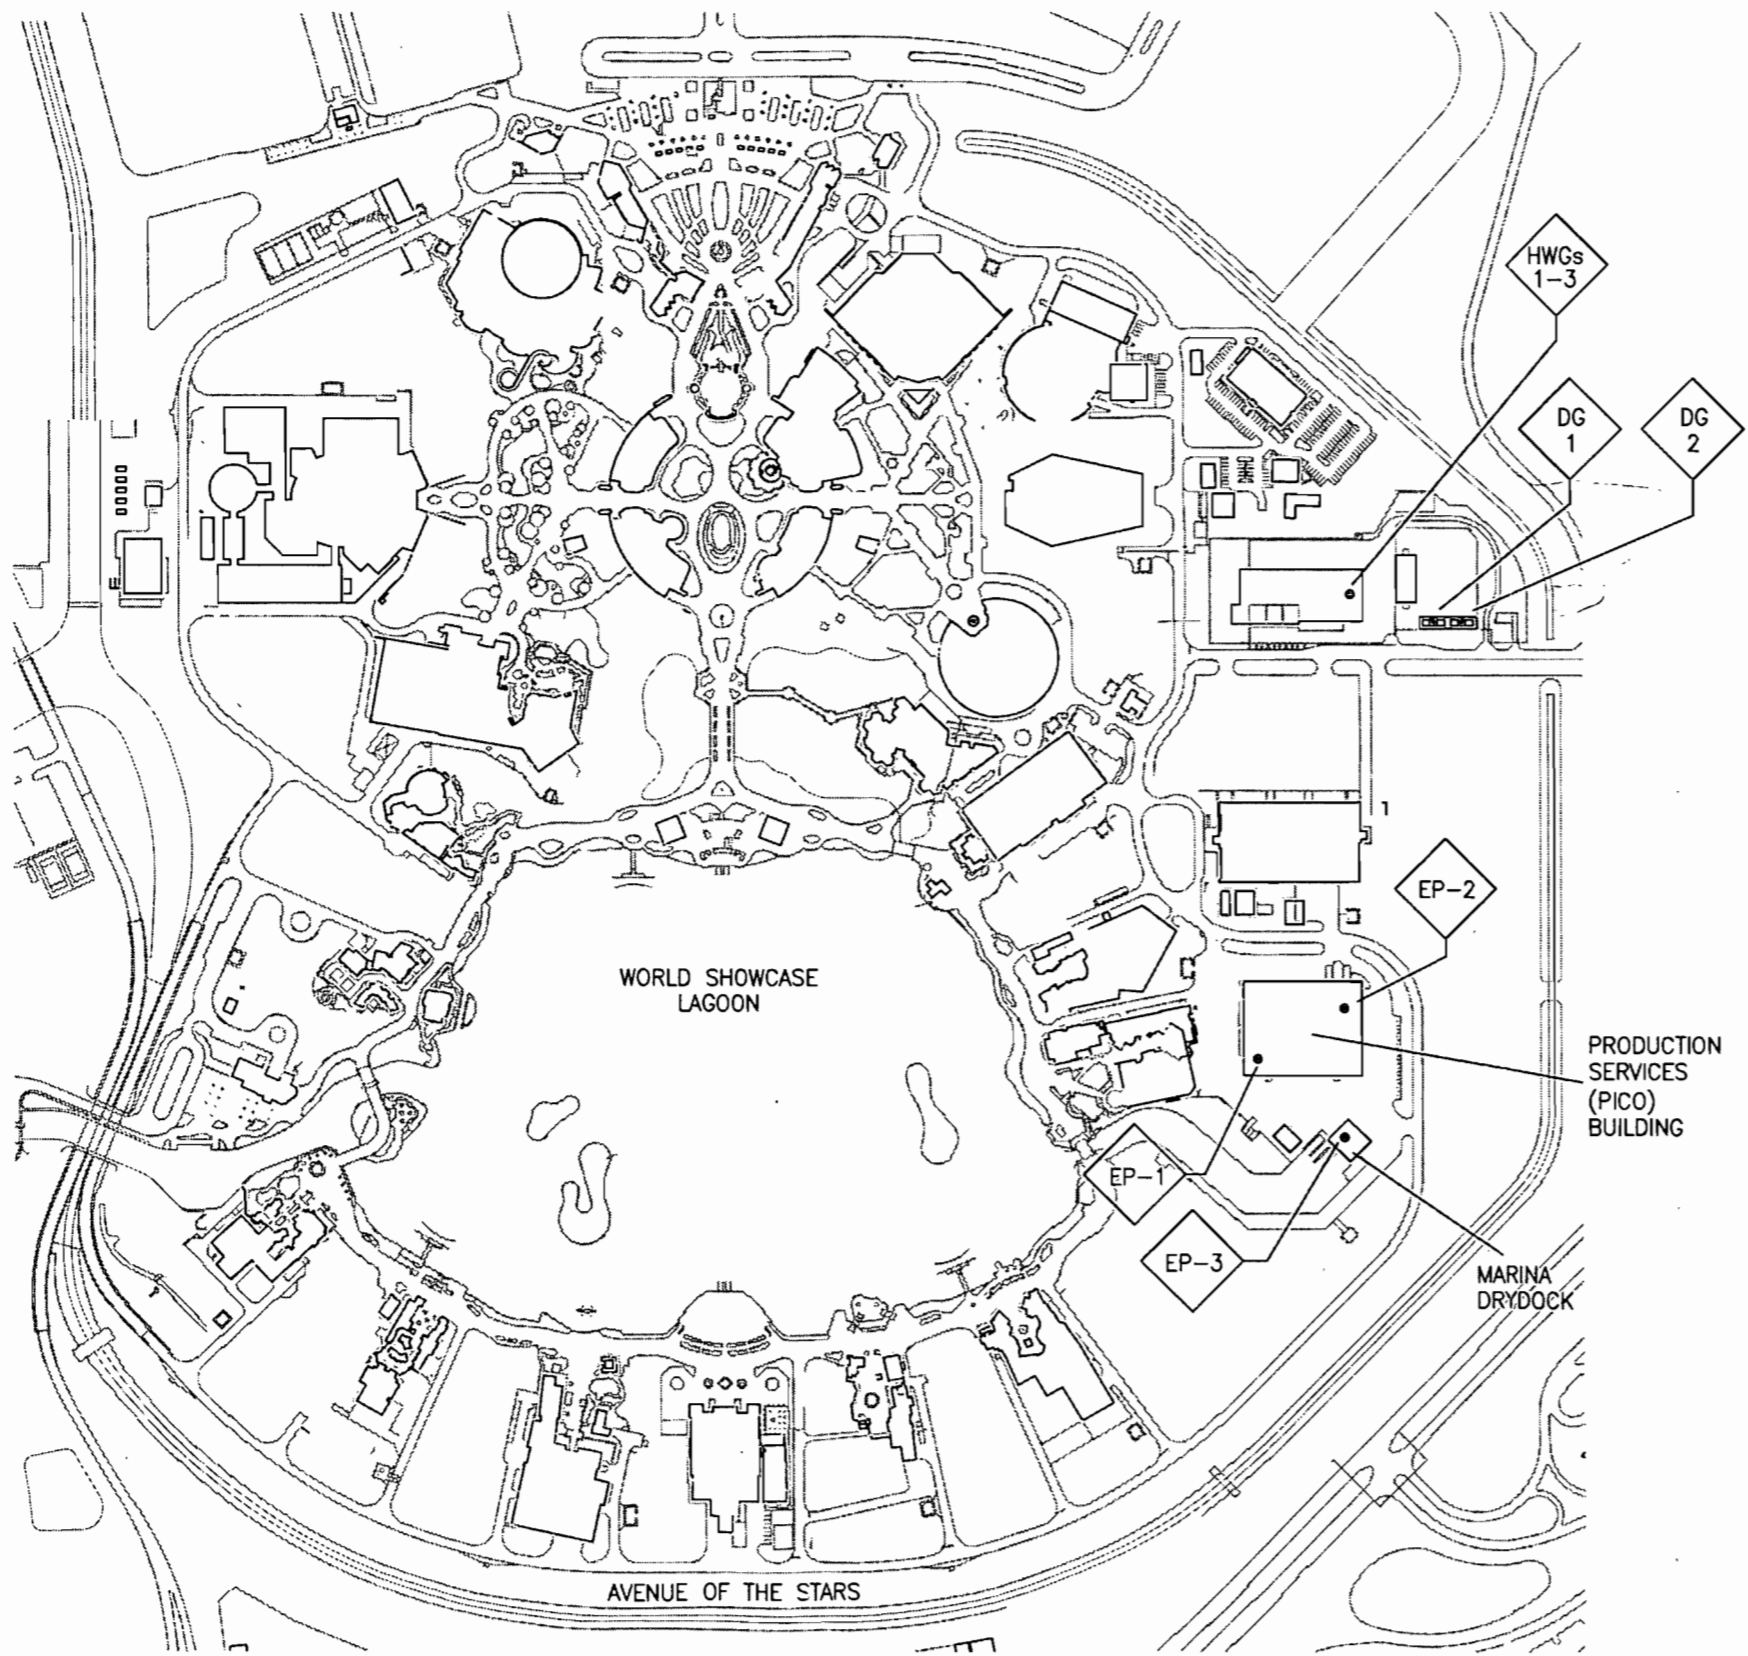 HWGs
1-3
DG
1
DG
2
EP-2
WORLD SHOWCASE
LAGOON
PRODUCTION
SERVICES
(PICO)
BUILDING
EP-1
EP-3
MARINA
DRYDOCK
AVENUE OF THE STARS